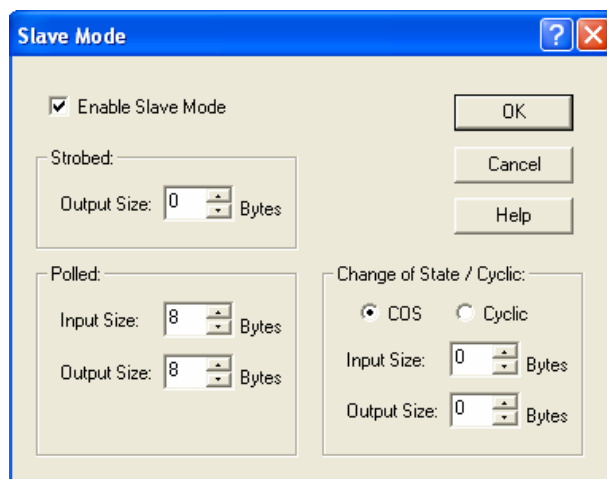 Slave Mode
Enable Slave Mode
OK
Strobed:
Output Size: 0 Bytes
Cancel
Help
Polled:
Input Size: 8 Bytes
Output Size: 8 Bytes
Change of State / Cyclic:
COS Cyclic
Input Size: 0 Bytes
Output Size: 0 Bytes